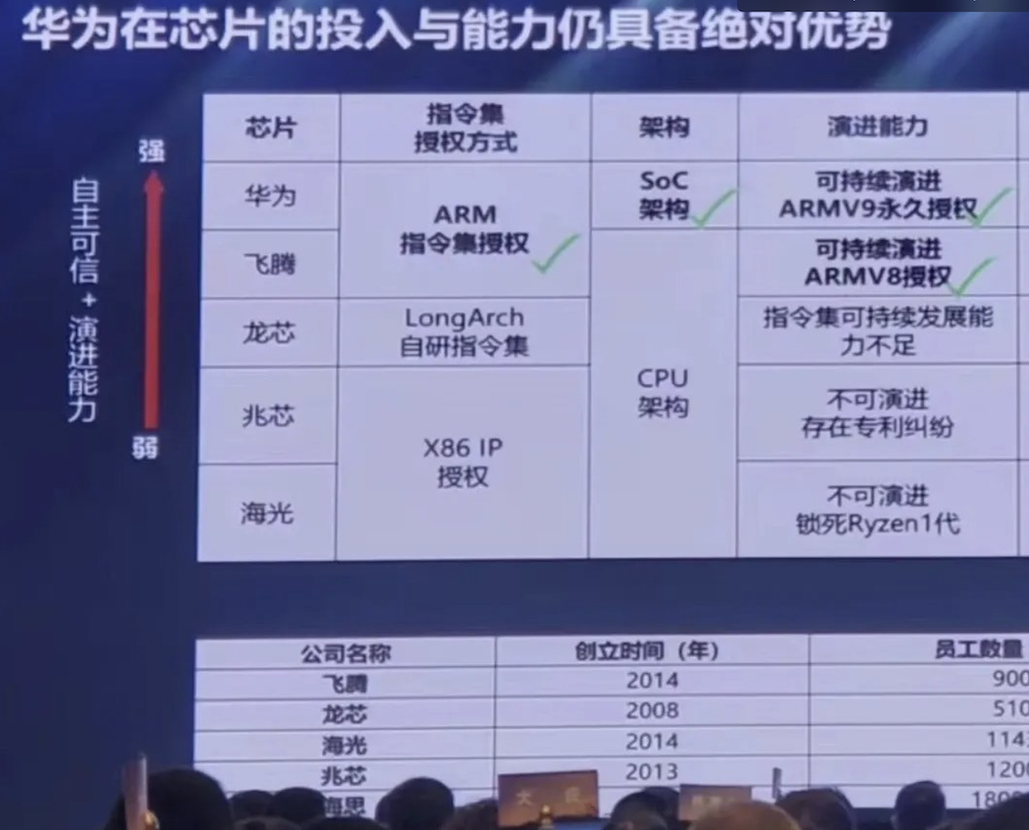 华为在芯片的投入与能力仍具备绝对优势
强
自主可信+演进能力
弱
芯片
指令集
授权方式
架构
演进能力
华为
ARM
指令集授权
SoC
架构
可持续演进
ARMV9永久授权
飞腾
可持续演进
ARMV8授权
龙芯
LongArch
自研指令集
CPU
架构
指令集可持续发展能
力不足
兆芯
X86 IP
授权
不可演进
存在专利纠纷
海光
不可演进
锁死Ryzen1代
公司名称 创立时间（年） 员工数量
飞腾 2014 900
龙芯 2008 510
海光 2014 114
兆芯 2013 120
海思 180